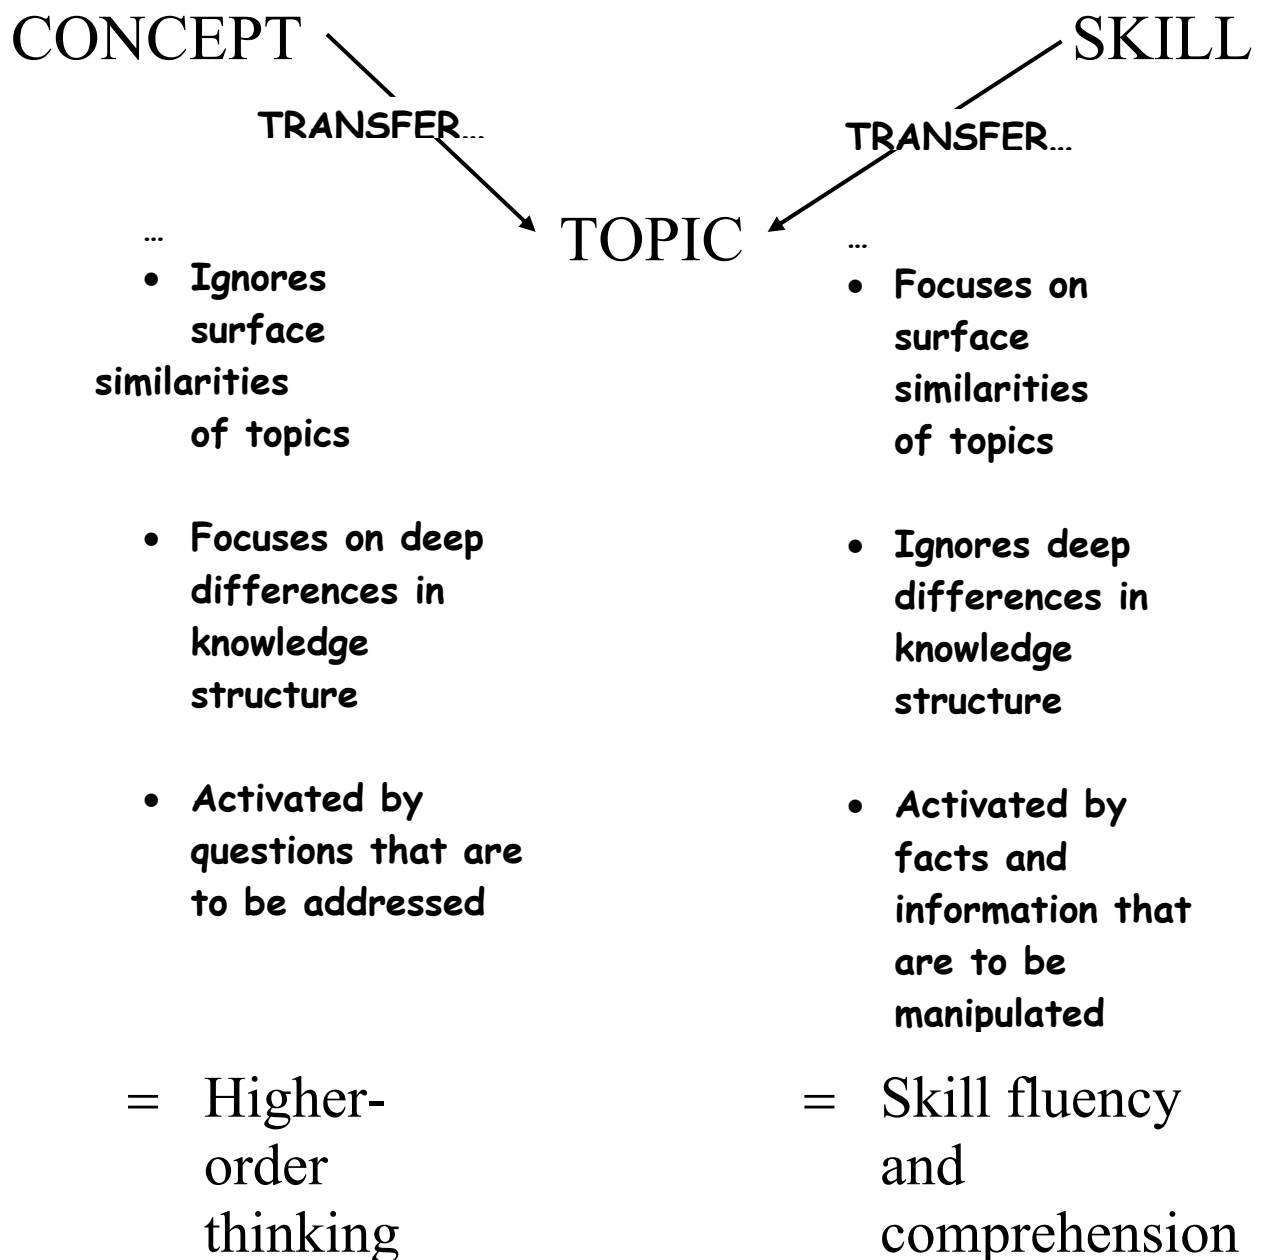 CONCEPT
SKILL
TRANSFER…
TRANSFER…
TOPIC
…
• Ignores
surface
similarities
of topics
• Focuses on deep
differences in
knowledge
structure
• Activated by
questions that are
to be addressed
= Higher-
order
thinking
…
• Focuses on
surface
similarities
of topics
• Ignores deep
differences in
knowledge
structure
• Activated by
facts and
information that
are to be
manipulated
= Skill fluency
and
comprehension